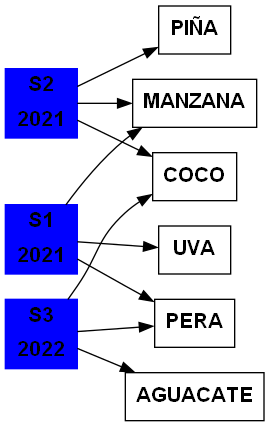 PIÑA
S2
2021
MANZANA
COCO
S1
2021
UVA
S3
2022
PERA
AGUACATE